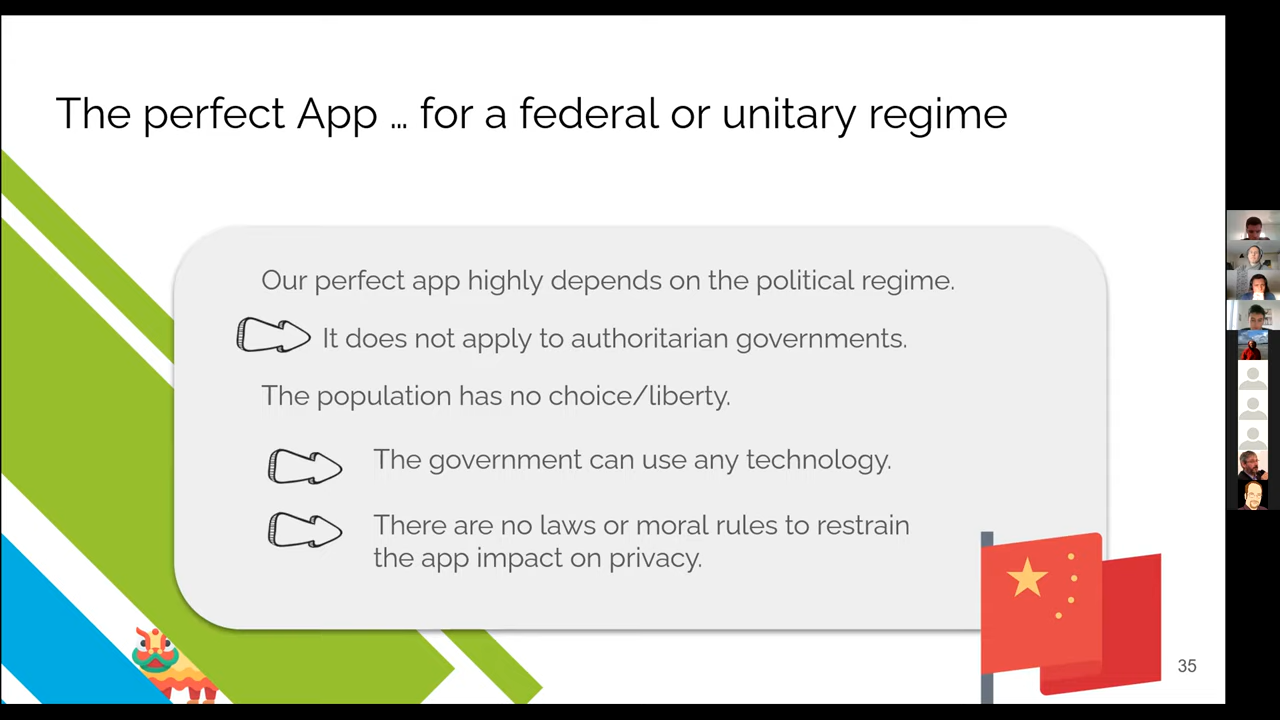 The perfect App ... for a federal or unitary regime
Our perfect app highly depends on the political regime.
It does not apply to authoritarian governments.
The population has no choice/liberty.
The government can use any technology.
There are no laws or moral rules to restrain
the app impact on privacy.
35